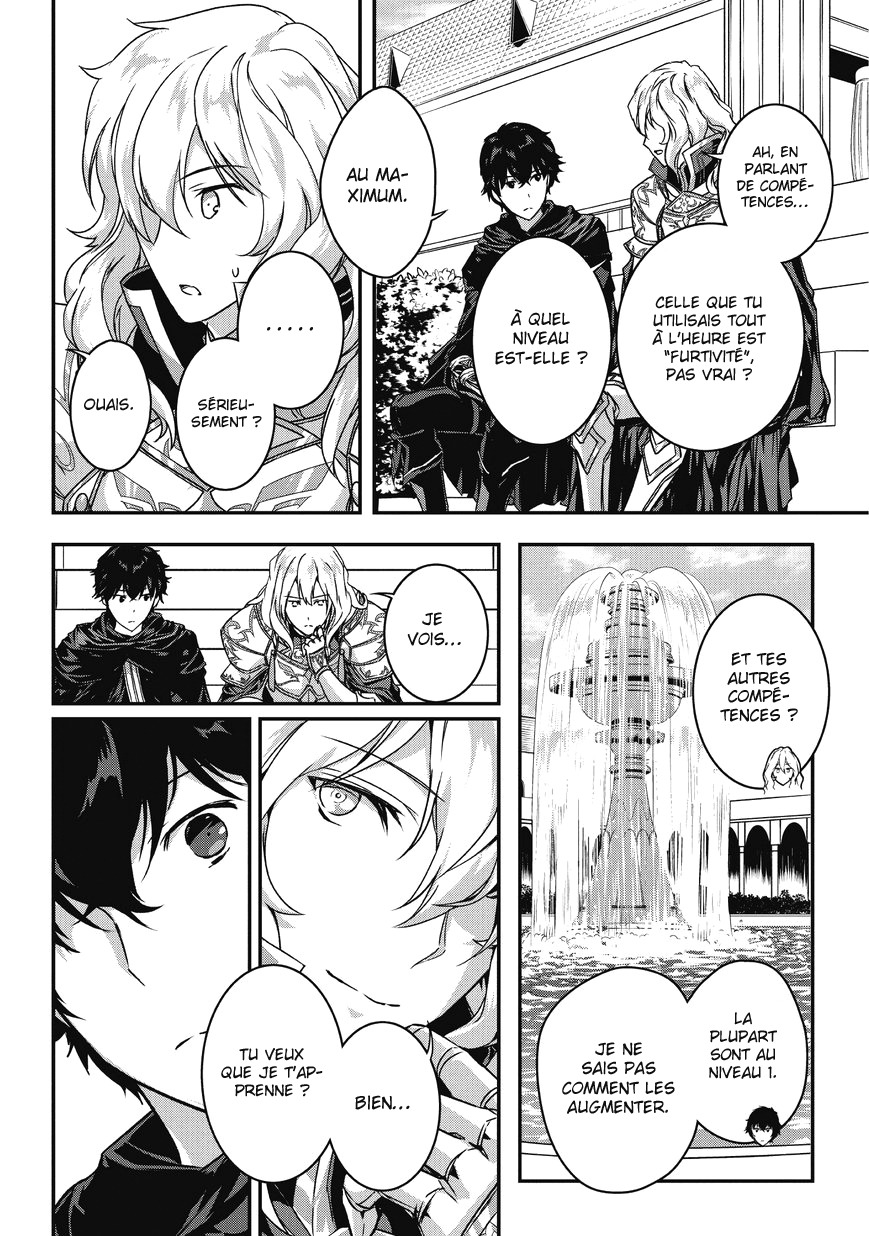 AH, EN
PARLANT
DE COMPÉ-
TENCES...
CELLE QUE TU
UTILISAIS TOUT
À L'HEURE EST
"FURTIVITÉ",
PAS VRAI ?
À QUEL
NIVEAU
EST-ELLE ?
AU MA-
XIMUM.
.....
SÉRIEU-
SEMENT ?
OUAIS.
ET TES
AUTRES
COMPÉ-
TENCES ?
LA
PLUPART
SONT AU
NIVEAU 1.
JE NE
SAIS PAS
COMMENT LES
AUGMENTER.
JE
VOIS...
BIEN...
TU VEUX
QUE JE T'AP-
PRENNE ?